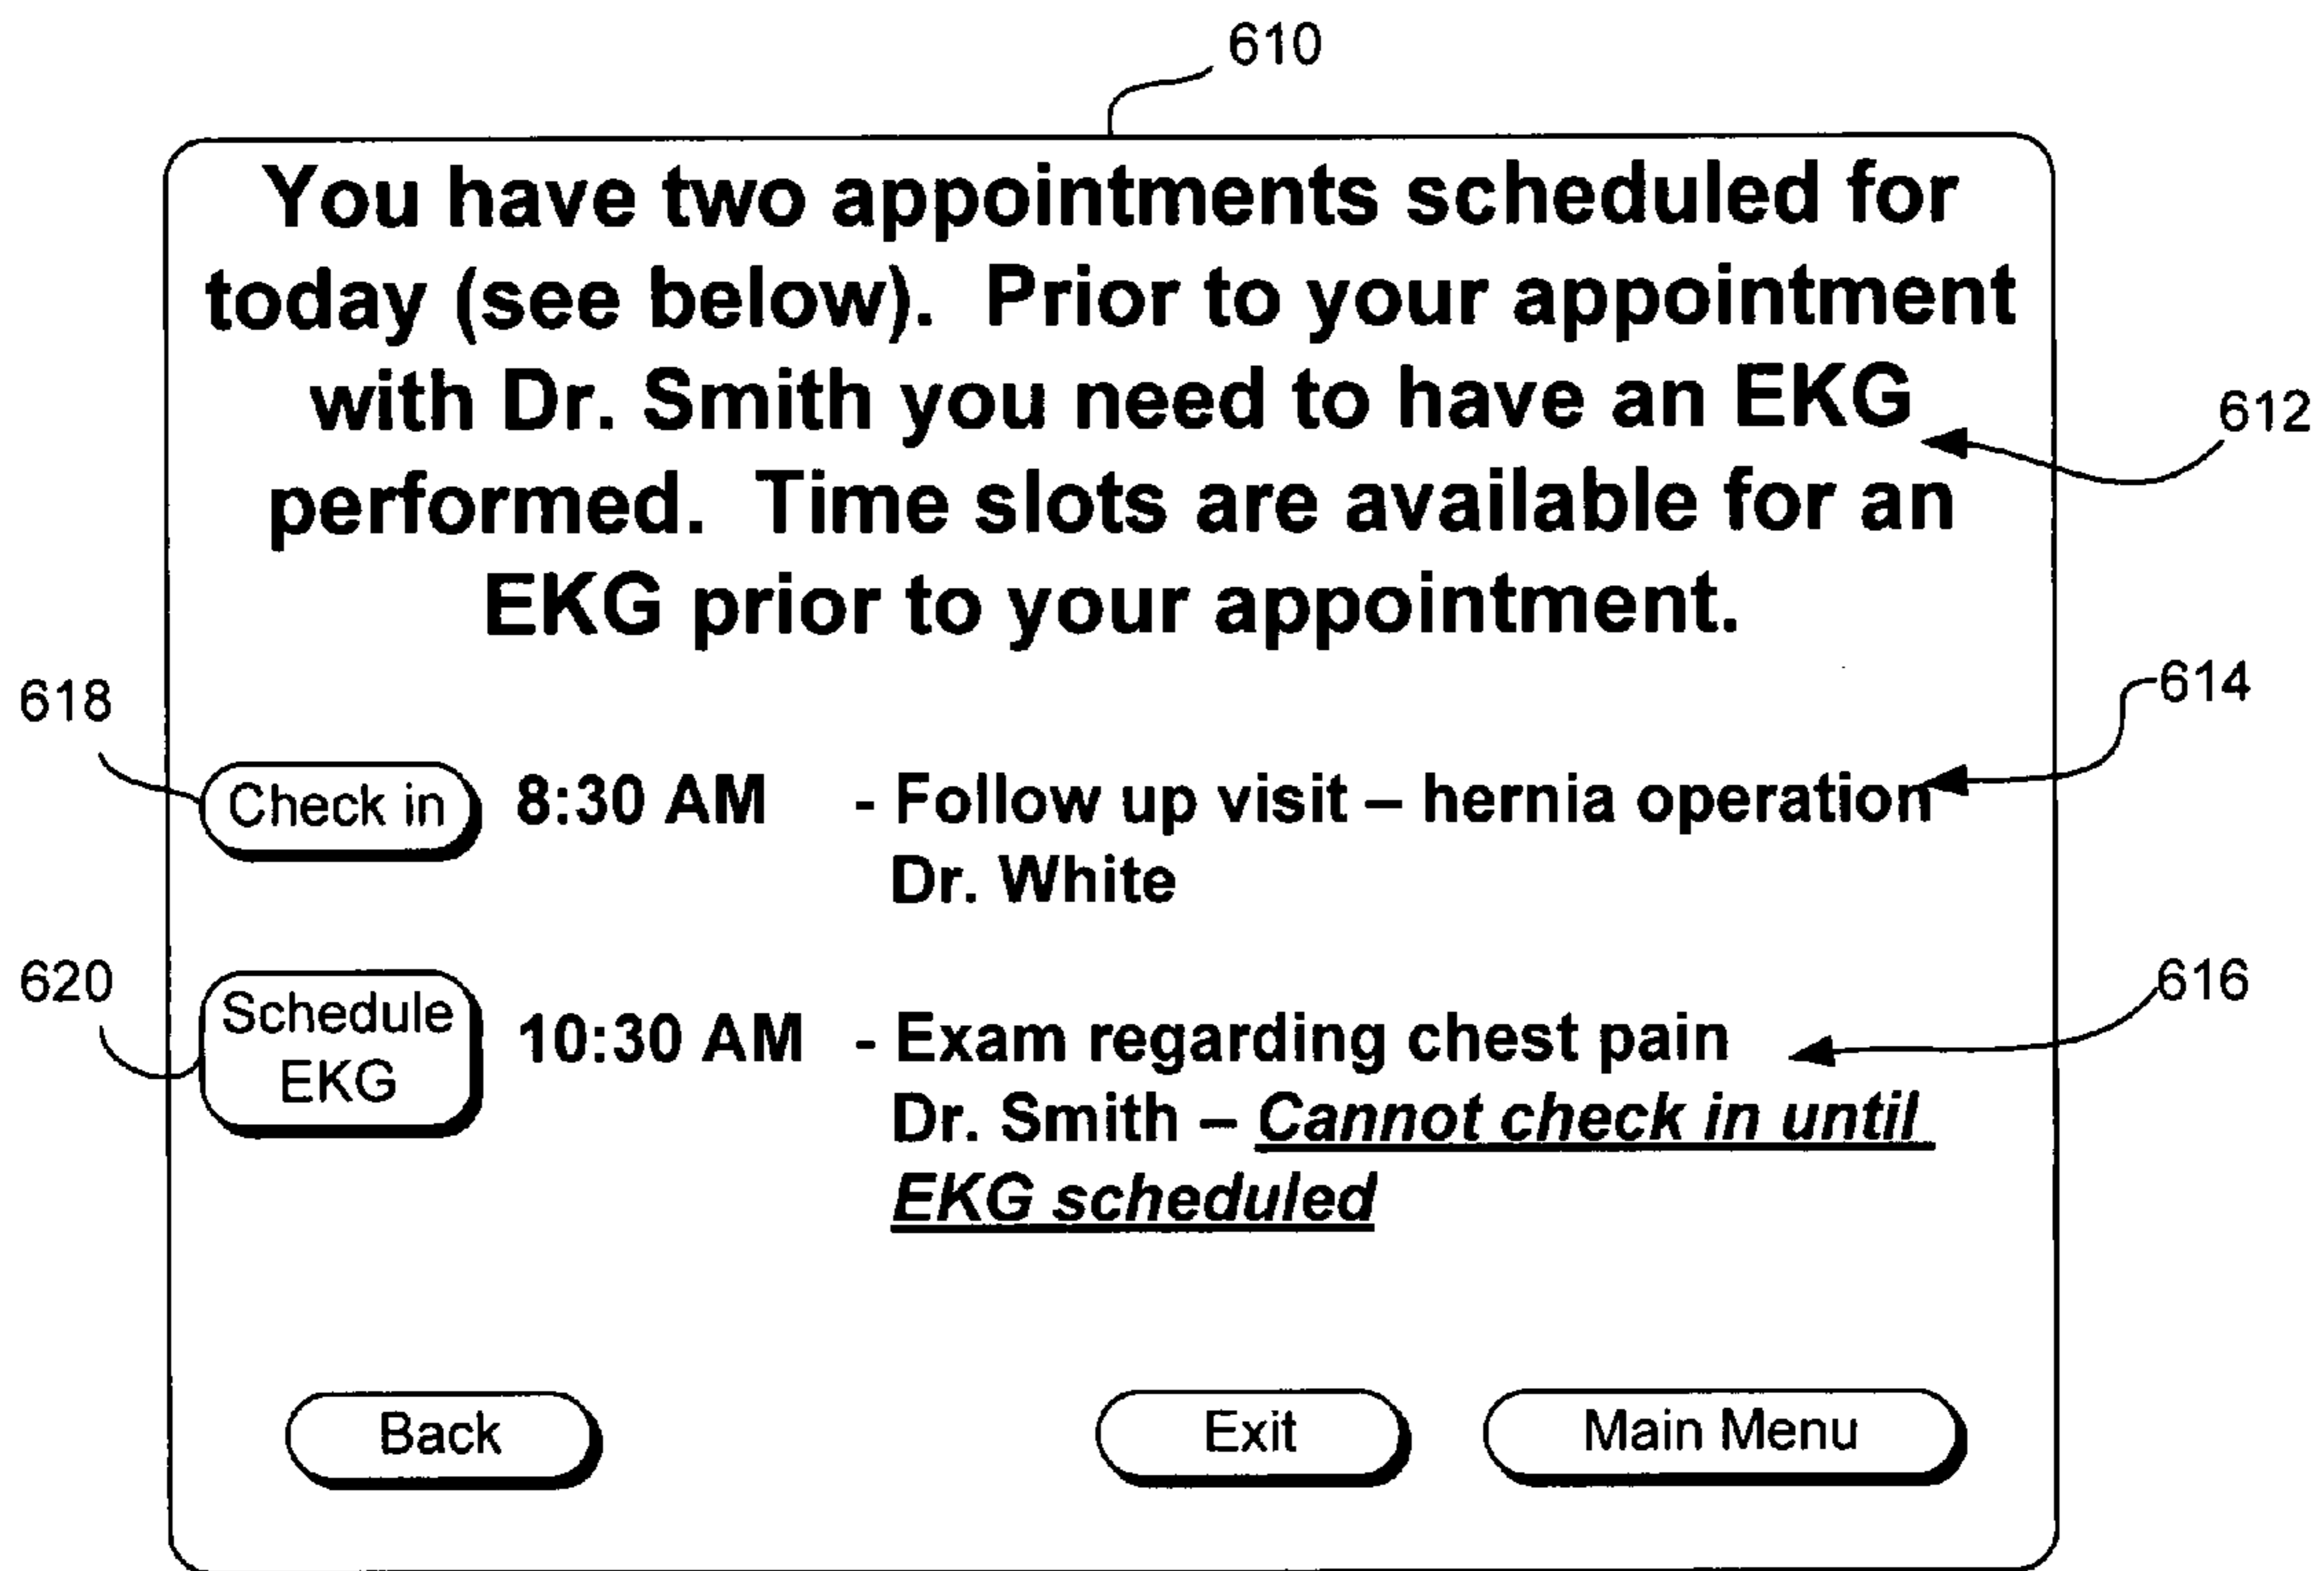 610
You have two appointments scheduled for
today (see below). Prior to your appointment
with Dr. Smith you need to have an EKG
612
performed. Time slots are available for an
EKG prior to your appointment.
618
614
Check in 8:30 AM - Follow up visit – hernia operation
Dr. White
620
616
Schedule
EKG
10:30 AM - Exam regarding chest pain
Dr. Smith – Cannot check in until
EKG scheduled
Back Exit Main Menu